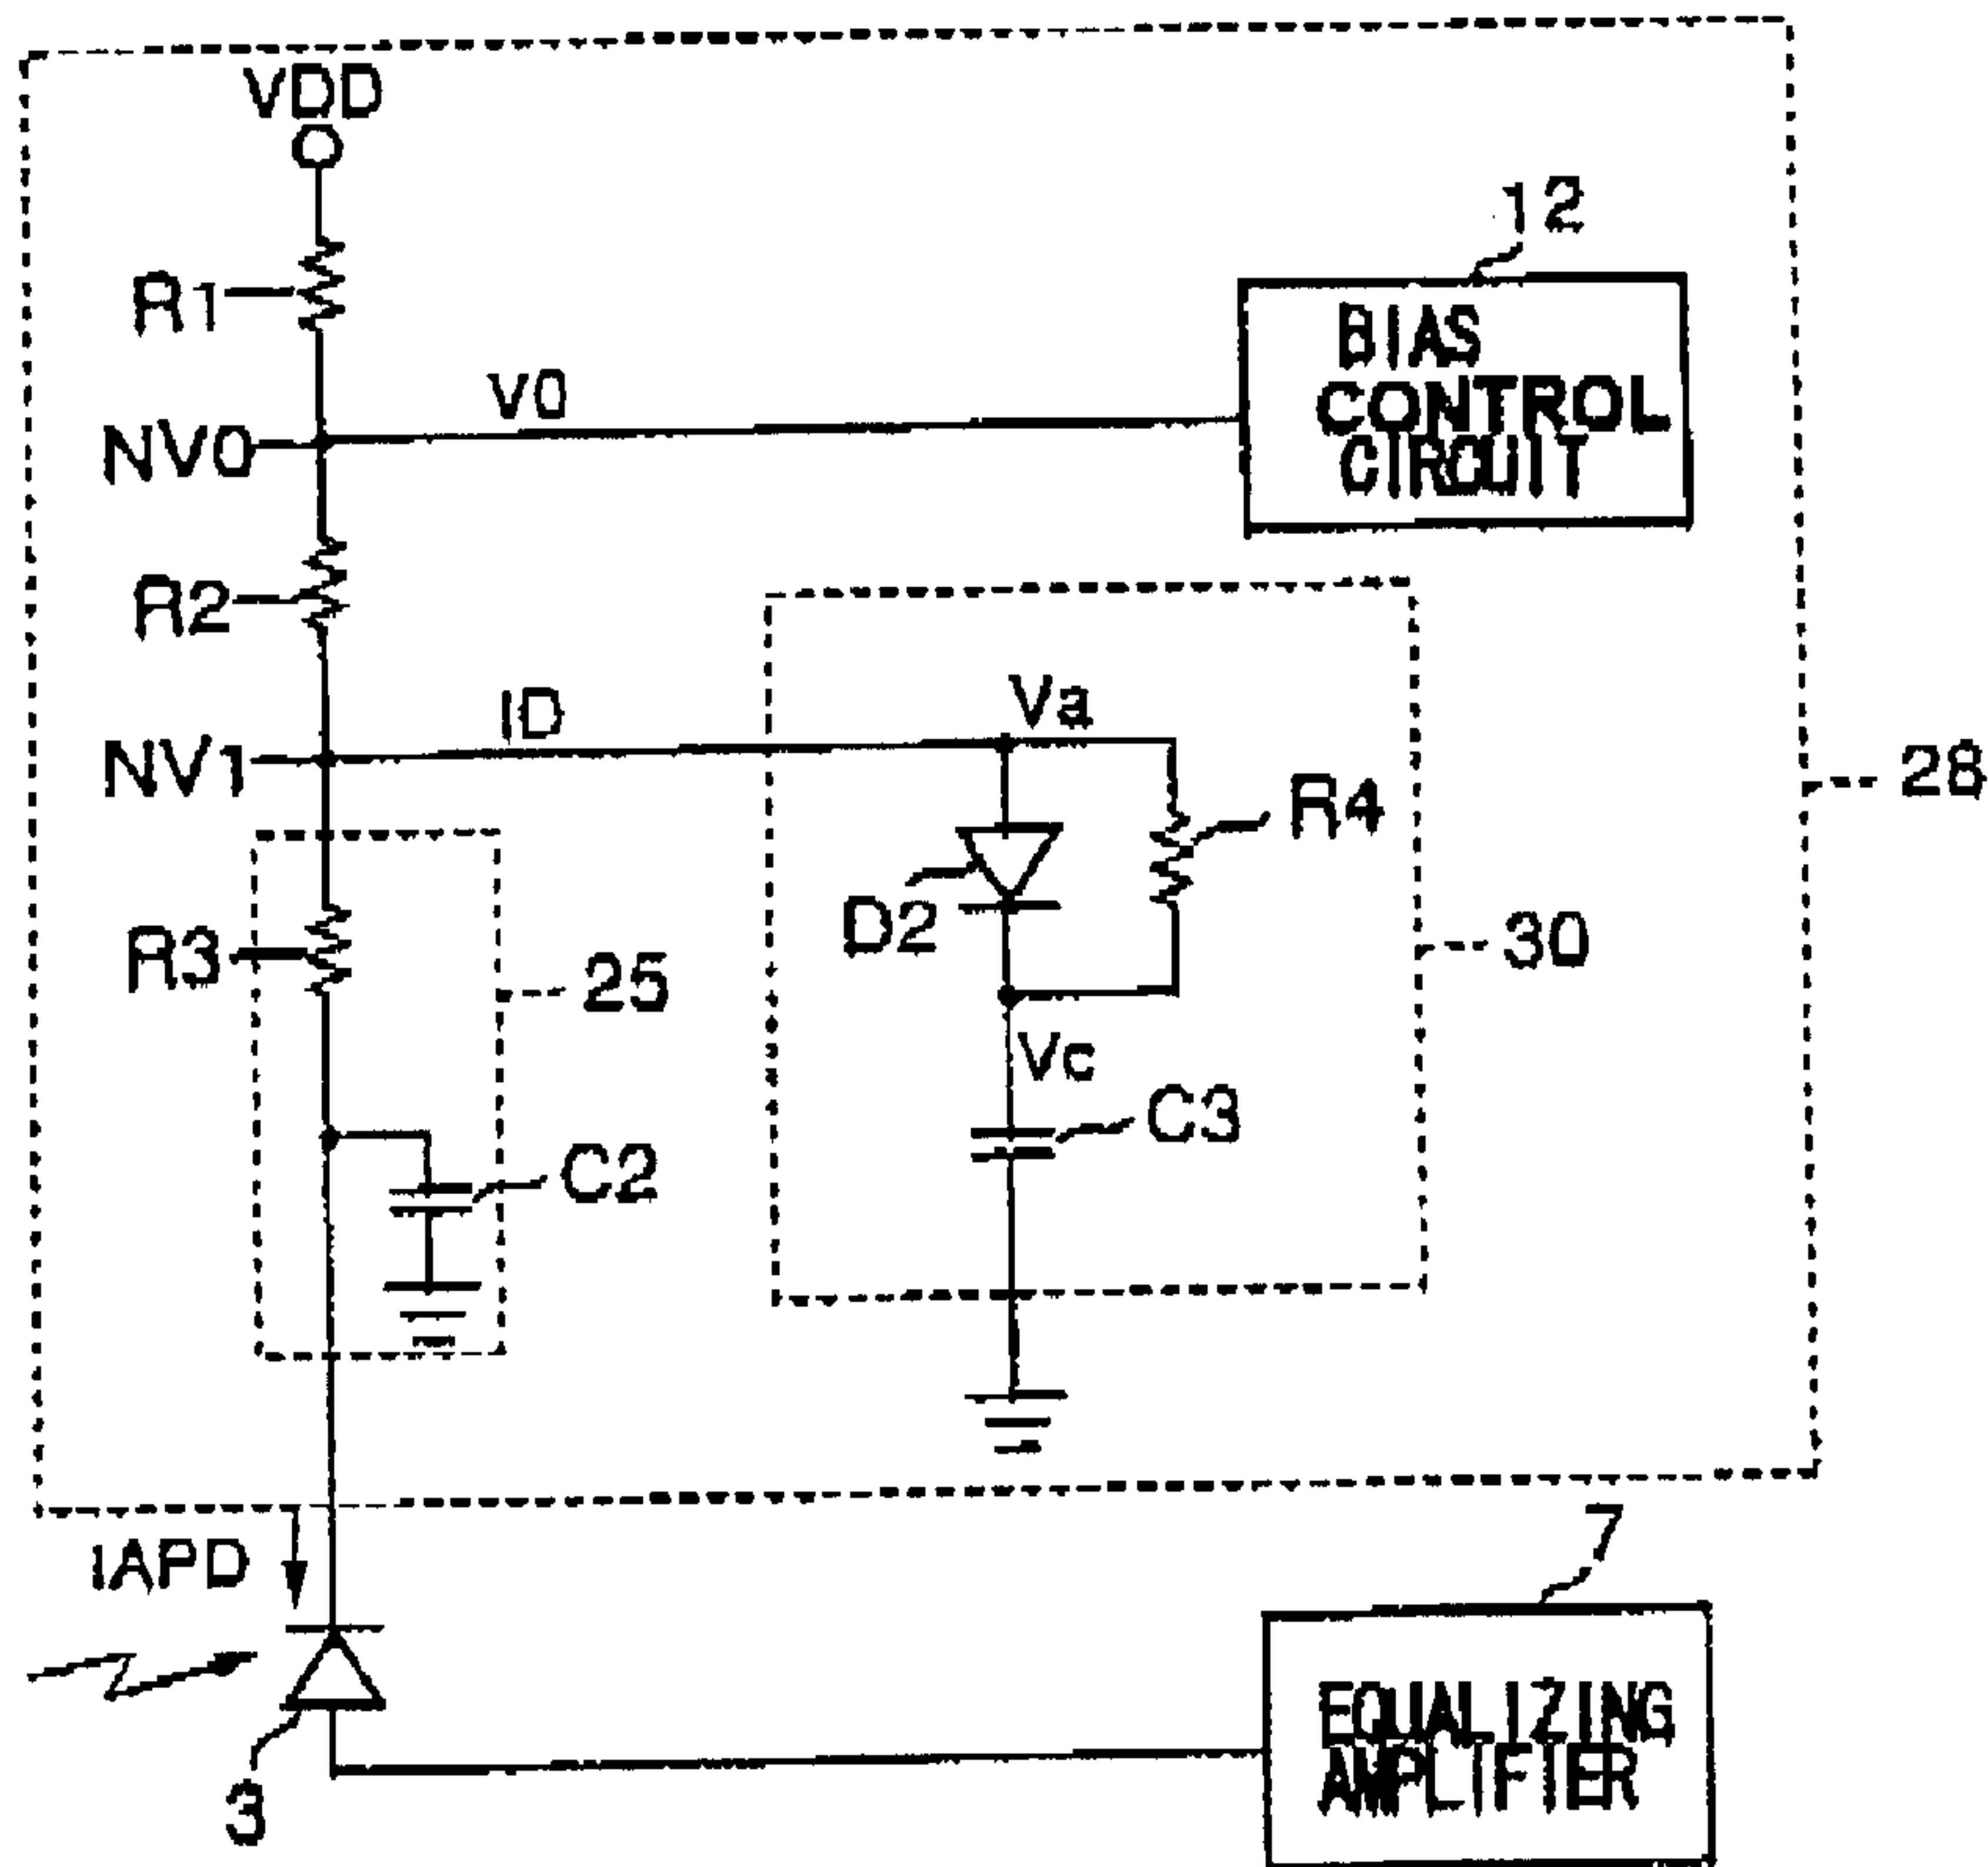 VDD
12
R1
BIAS
CONTROL
CIRCUIT
V0
NV0
R2
ID
Va
NV1
28
R4
D2
30
R3
25
Vc
C3
C2
IAPD
7
EQUALIZING
AMPLIFIER
3